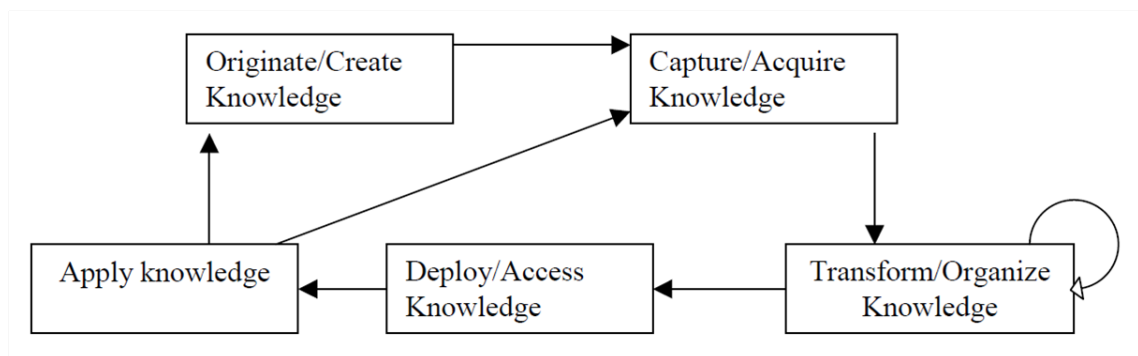 Originate/Create
Knowledge
Capture/Acquire
Knowledge
Apply knowledge
Deploy/Access
Knowledge
Transform/Organize
Knowledge